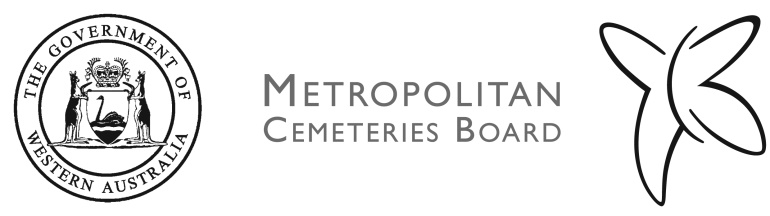 THE GOVERNMENT OF
WESTERN AUSTRALIA
METROPOLITAN
CEMETERIES BOARD